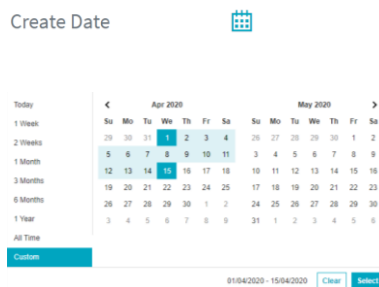 Create Date
Today
1 Week
2 Weeks
1 Month
3 Months
6 Months
1 Year
All Time
Custom
Apr 2020
Su Mo Tu We Th Fr Sa
29 30 31 1 2 3 4
5 6 7 8 9 10 11
12 13 14 15 16 17 18
19 20 21 22 23 24 25
26 27 28 29 30 1 2
3 4 5 6 7 8 9
May 2020
Su Mo Tu We Th Fr Sa
26 27 28 29 30 1 2
3 4 5 6 7 8 9
10 11 12 13 14 15 16
17 18 19 20 21 22 23
24 25 26 27 28 29 30
31 1 2 3 4 5 6
01/04/2020 - 15/04/2020 Clear Select